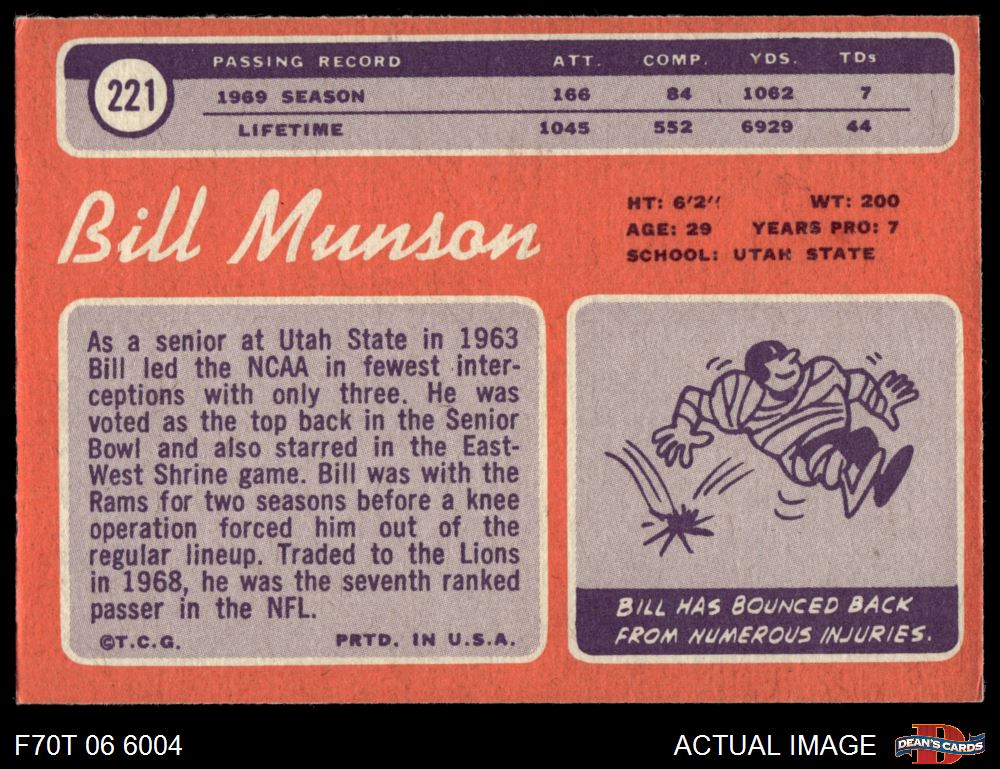 221
PASSING RECORD ATT. COMP. YDS. TDs
1969 SEASON 166 84 1062 7
LIFETIME 1045 552 6929 44
Bill Munson
HT: 6'2" WT: 200
AGE: 29 YEARS PRO: 7
SCHOOL: UTAH STATE
As a senior at Utah State in 1963
Bill led the NCAA in fewest inter-
ceptions with only three. He was
voted as the top back in the Senior
Bowl and also starred in the East-
West Shrine game. Bill was with the
Rams for two seasons before a knee
operation forced him out of the
regular lineup. Traded to the Lions
in 1968, he was the seventh ranked
passer in the NFL.
©T.C.G. PRTD. IN U.S.A.
BILL HAS BOUNCED BACK
FROM NUMEROUS INJURIES.
F70T 06 6004
ACTUAL IMAGE
D
DEAN'S CARDS